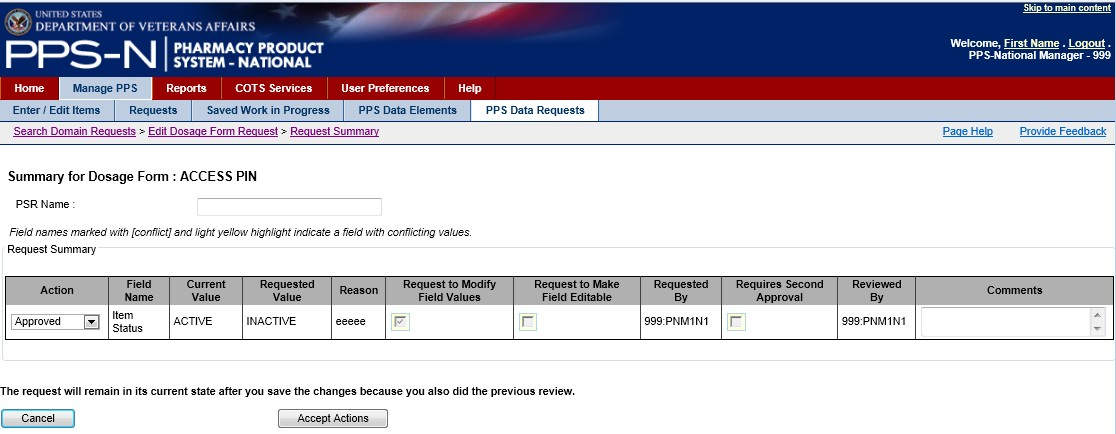 Skip to main content
UNITED STATES
DEPARTMENT OF VETERANS AFFAIRS
PPS-N PHARMACY PRODUCT
SYSTEM - NATIONAL
Welcome, First Name . Logout .
PPS-National Manager - 999
Home Manage PPS Reports COTS Services User Preferences Help
Enter / Edit Items Requests Saved Work in Progress PPS Data Elements PPS Data Requests
Search Domain Requests > Edit Dosage Form Request > Request Summary Page Help Provide Feedback
Summary for Dosage Form : ACCESS PIN
PSR Name :
Field names marked with [conflict] and light yellow highlight indicate a field with conflicting values.
Request Summary
Action Field Name Current Value Requested Value Reason Request to Modify Field Values Request to Make Field Editable Requested By Requires Second Approval Reviewed By Comments
Approved Item Status ACTIVE INACTIVE eeeee 999:PNM1N1 999:PNM1N1
The request will remain in its current state after you save the changes because you also did the previous review.
Cancel Accept Actions